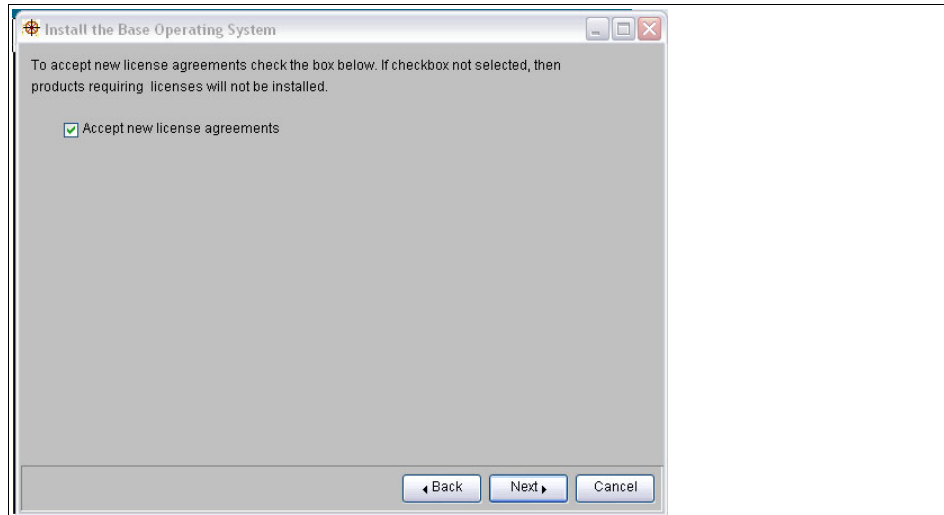 Install the Base Operating System
To accept new license agreements check the box below. If checkbox not selected, then
products requiring licenses will not be installed.
Accept new license agreements
Back Next Cancel